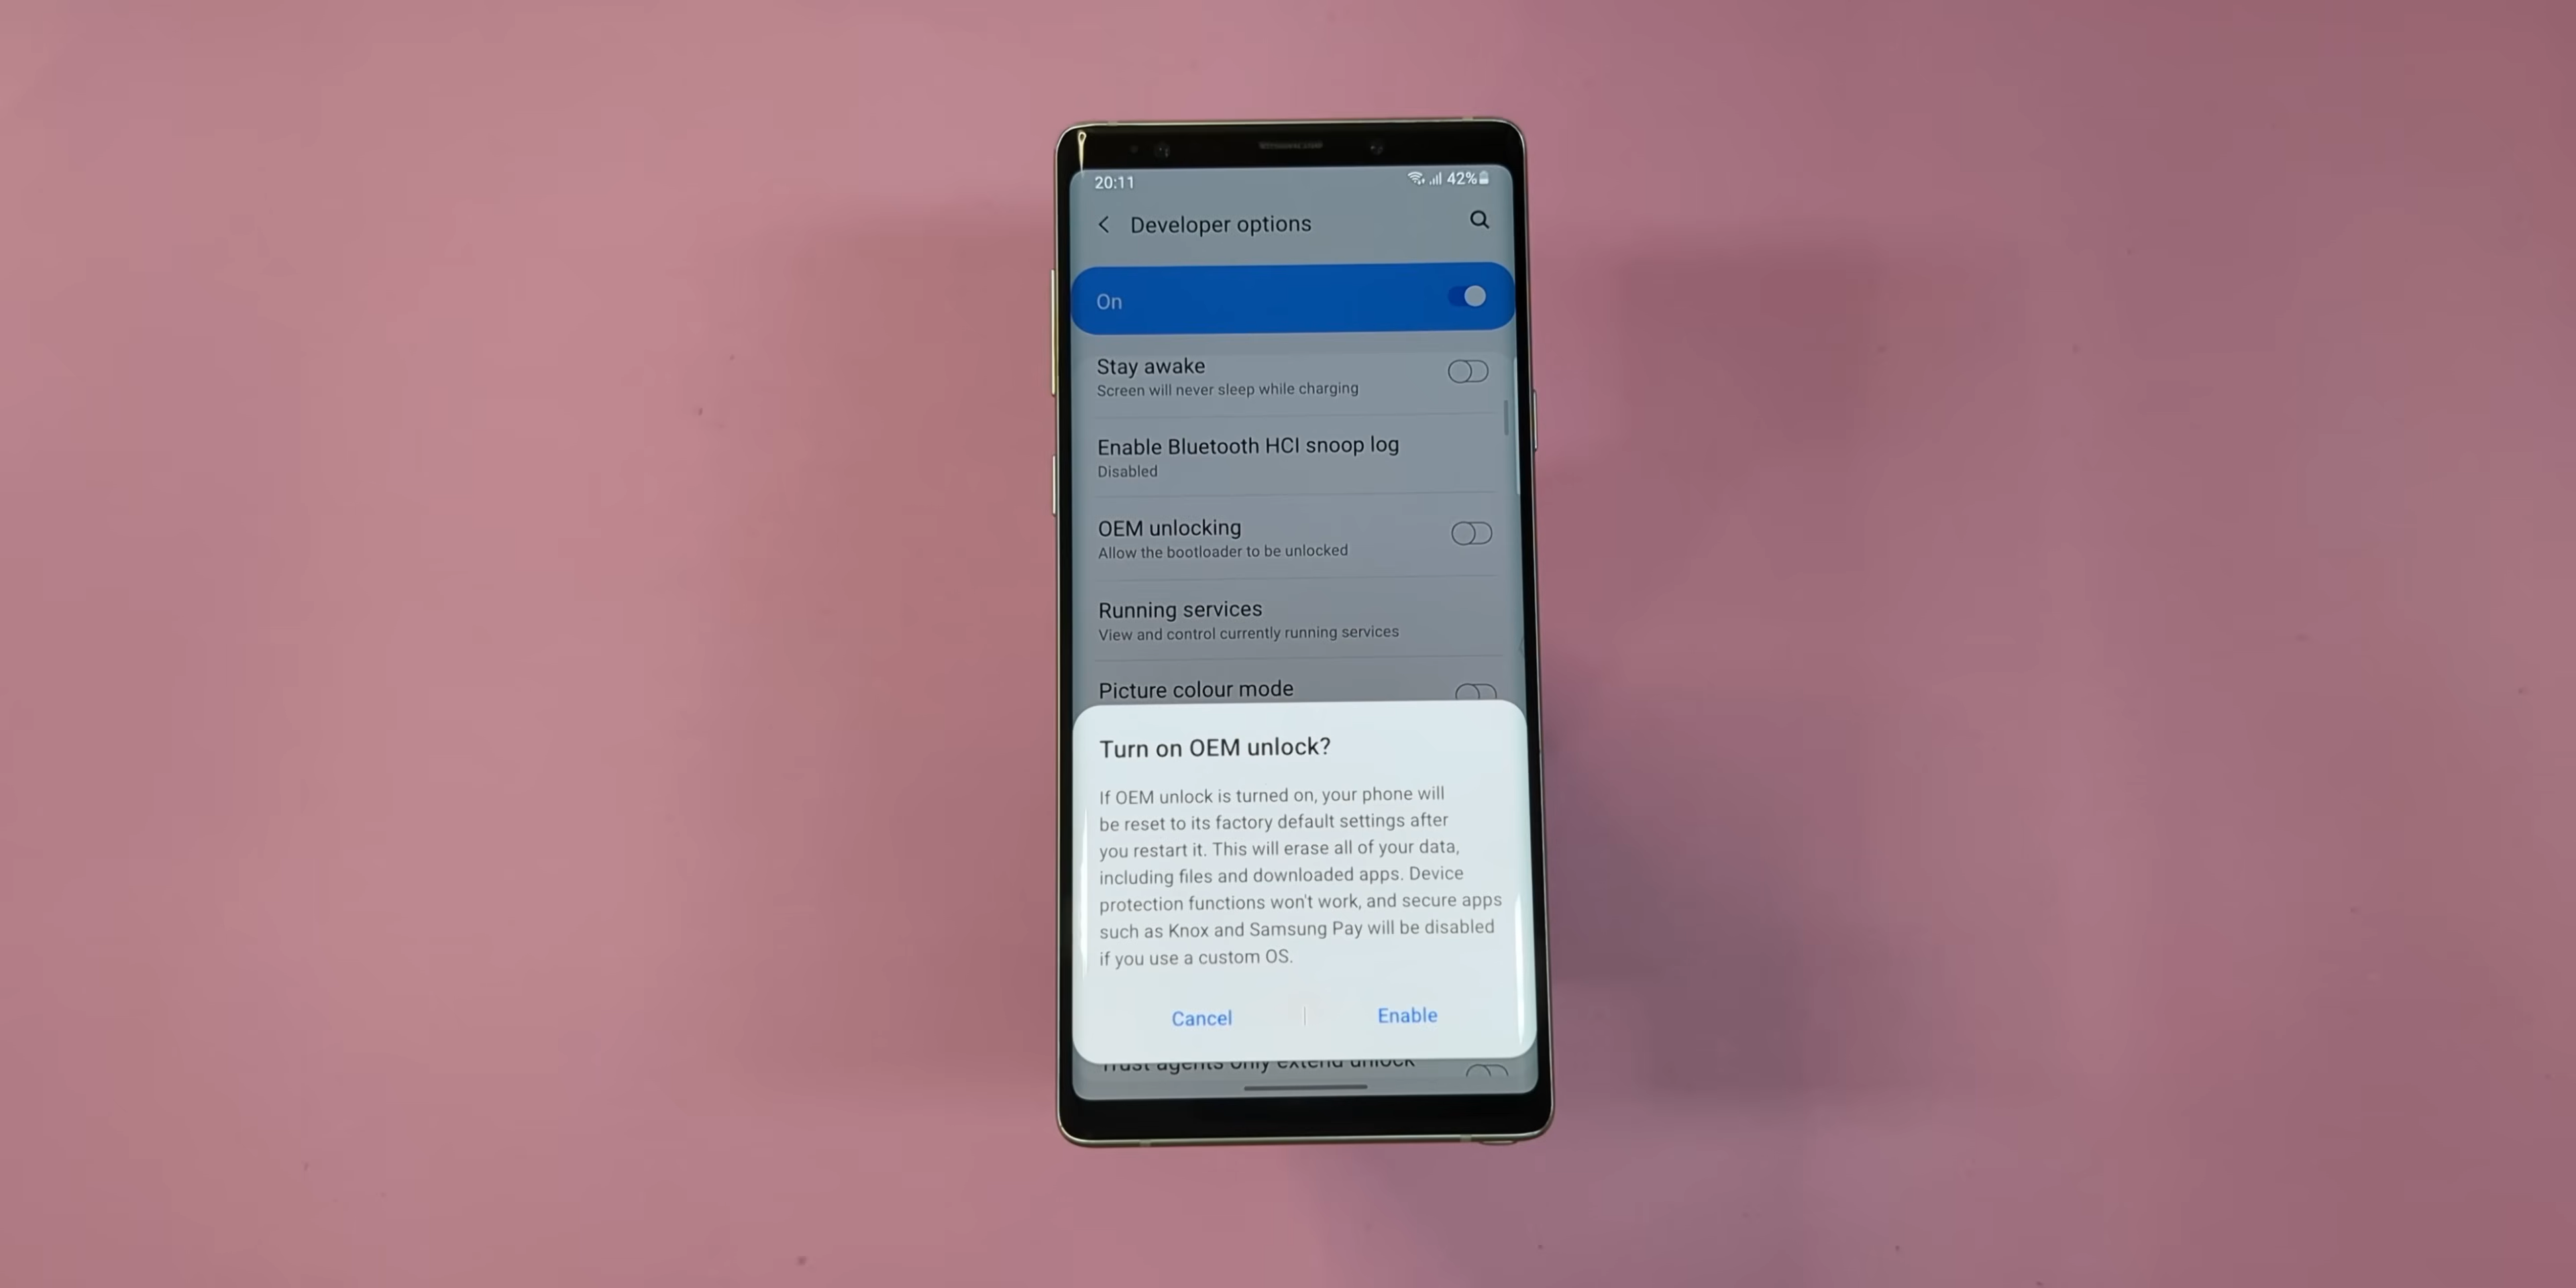 20:11
42%
Developer options
On
Stay awake
Screen will never sleep while charging
Enable Bluetooth HCI snoop log
Disabled
OEM unlocking
Allow the bootloader to be unlocked
Running services
View and control currently running services
Picture colour mode
Turn on OEM unlock?
If OEM unlock is turned on, your phone will
be reset to its factory default settings after
you restart it. This will erase all of your data,
including files and downloaded apps. Device
protection functions won't work, and secure apps
such as Knox and Samsung Pay will be disabled
if you use a custom OS.
Cancel
Enable
Trust agents only extend unlock